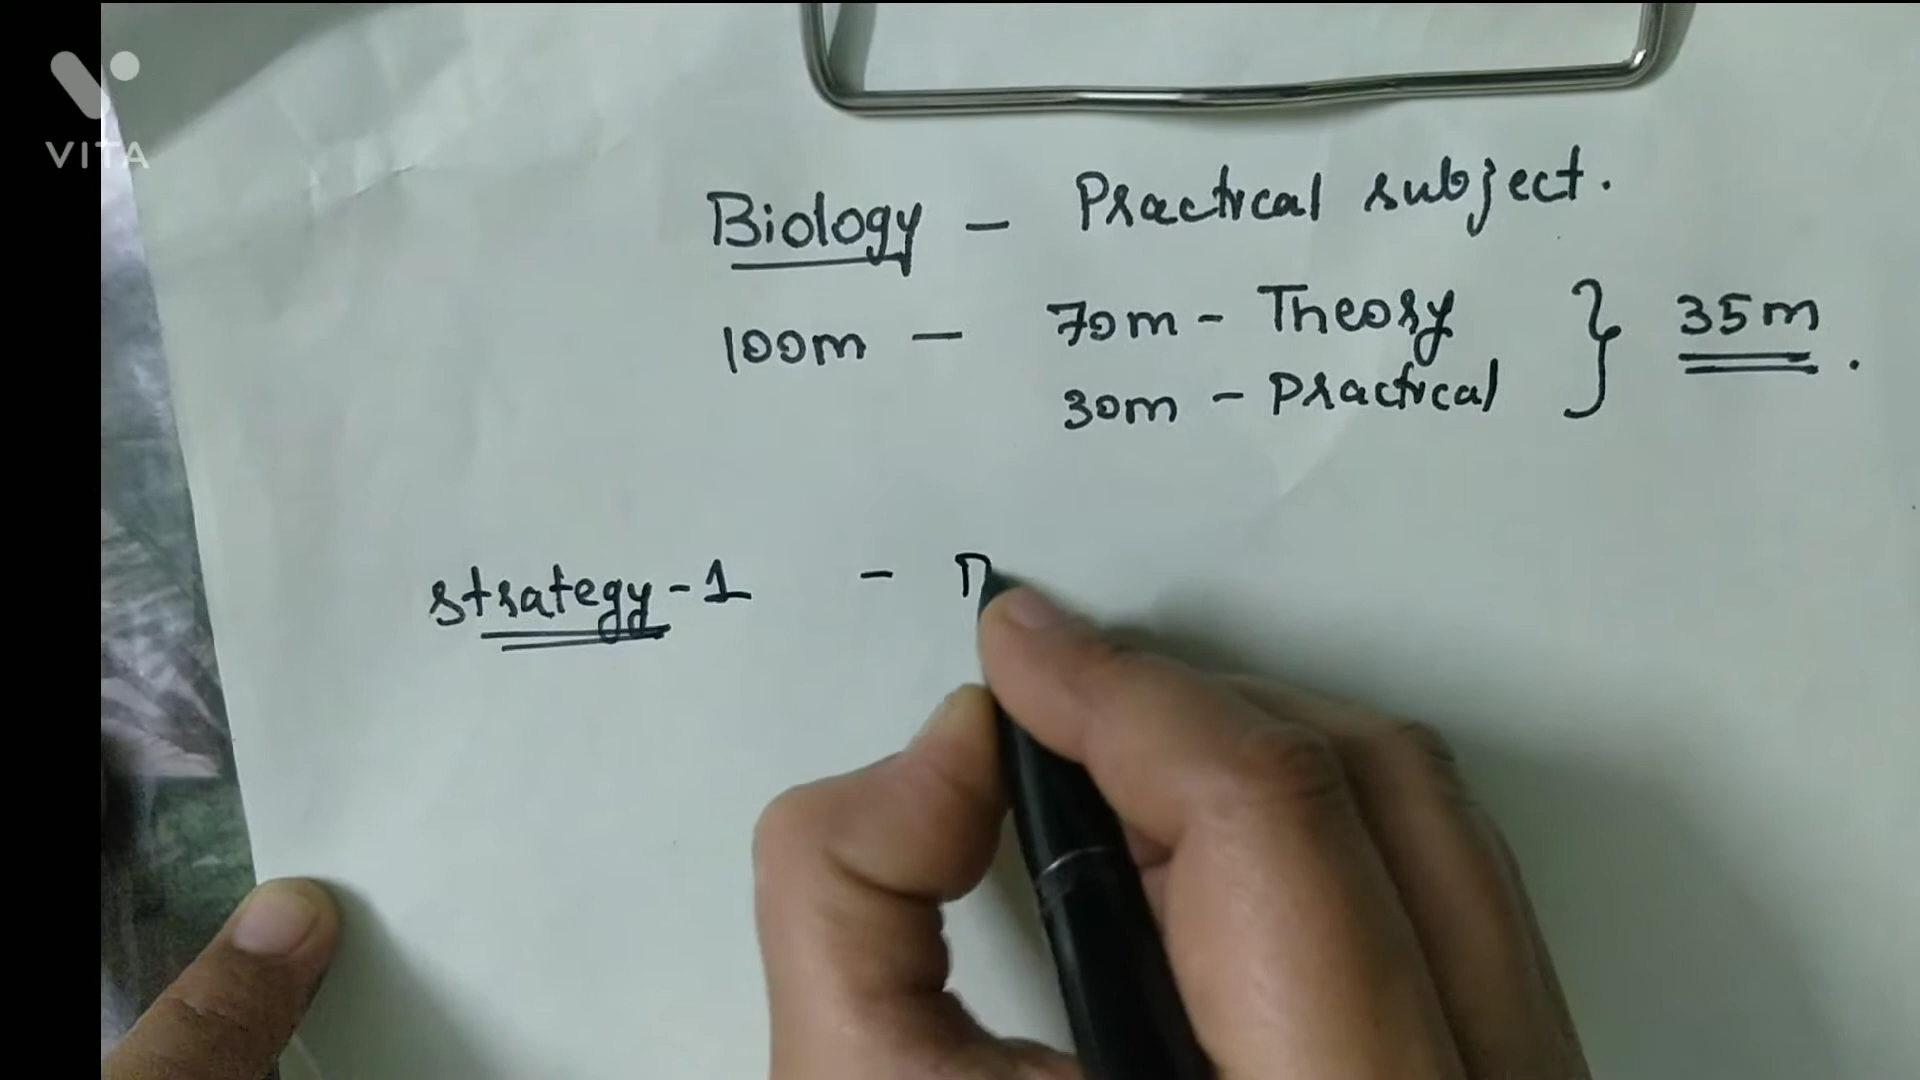 VITA
Biology - Practical subject.
100m - 70m - Theory } 35m.
30m - Practical
strategy-1 -